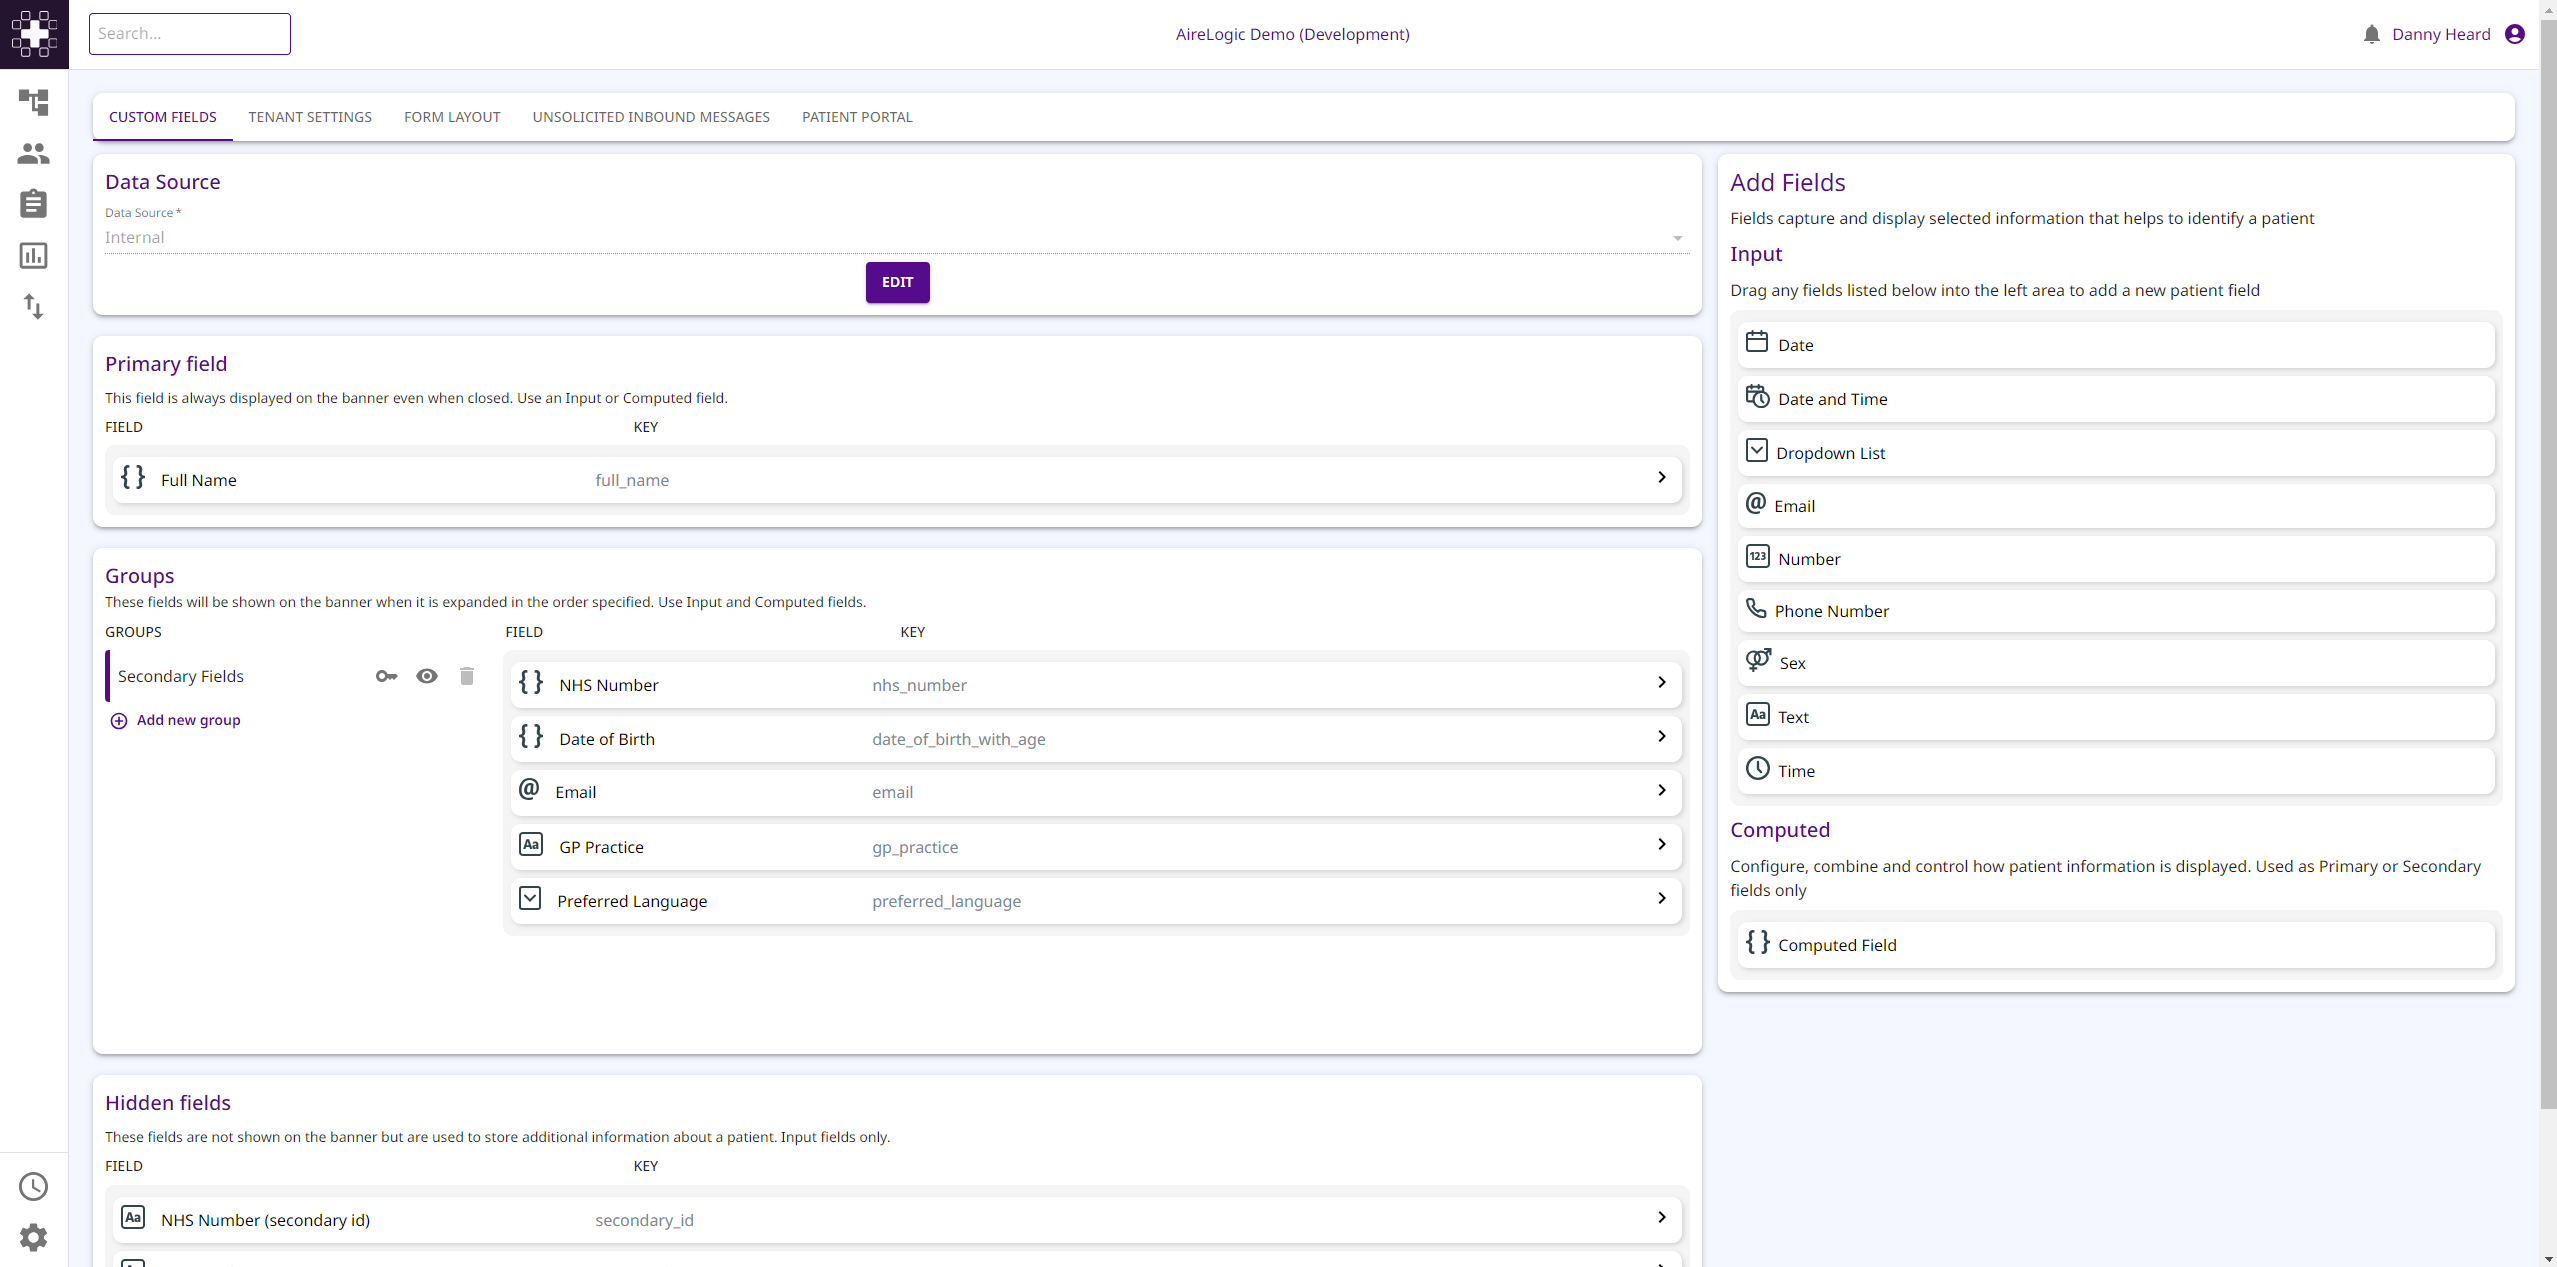 Search...
AireLogic Demo (Development)
Danny Heard
CUSTOM FIELDS
TENANT SETTINGS
FORM LAYOUT
UNSOLICITED INBOUND MESSAGES
PATIENT PORTAL
Data Source
Data Source *
Internal
EDIT
Primary field
This field is always displayed on the banner even when closed. Use an Input or Computed field.
FIELD
KEY
{ } Full Name
full_name
Groups
These fields will be shown on the banner when it is expanded in the order specified. Use Input and Computed fields.
GROUPS
FIELD
KEY
Secondary Fields
Add new group
{ } NHS Number
nhs_number
{ } Date of Birth
date_of_birth_with_age
@ Email
email
Aa GP Practice
gp_practice
Preferred Language
preferred_language
Hidden fields
These fields are not shown on the banner but are used to store additional information about a patient. Input fields only.
FIELD
KEY
Aa NHS Number (secondary id)
secondary_id
Add Fields
Fields capture and display selected information that helps to identify a patient
Input
Drag any fields listed below into the left area to add a new patient field
Date
Date and Time
Dropdown List
@ Email
123 Number
Phone Number
Sex
Aa Text
Time
Computed
Configure, combine and control how patient information is displayed. Used as Primary or Secondary
fields only
{ } Computed Field